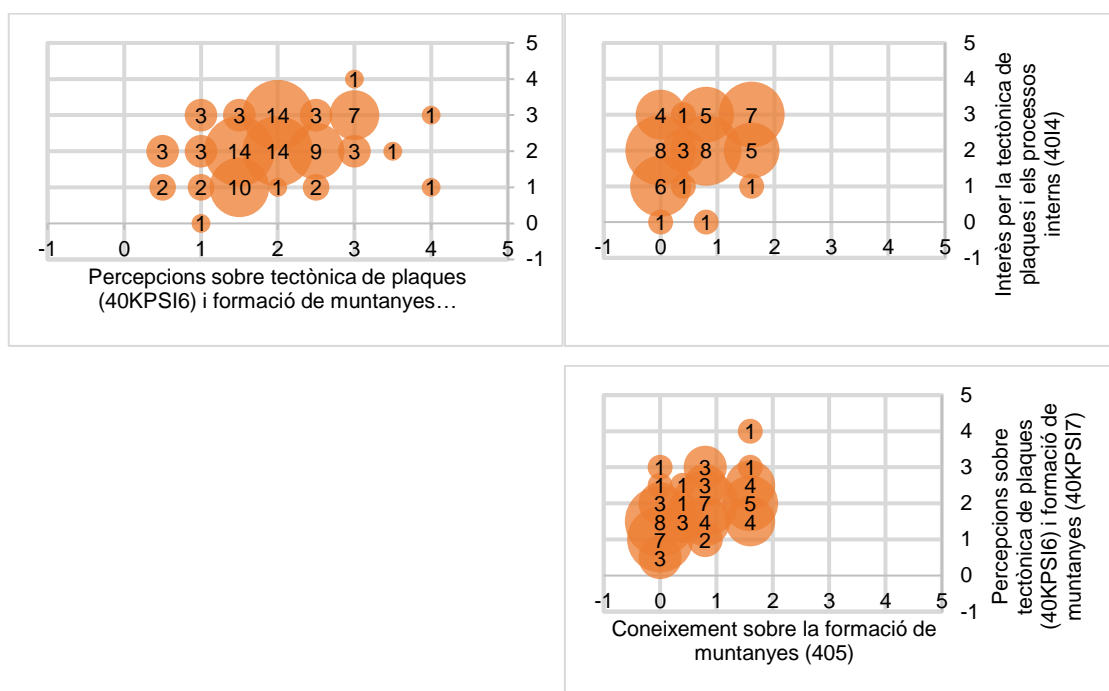 5
1 4
3 3 14 3 7 1 3
3 3 14 14 9 3 1 2
2 2 10 1 2 1 1
1 0
-1 0 1 2 3 4 5
-1
Percepcions sobre tectònica de plaques
(40KPSI6) i formació de muntanyes…
5
4
4 1 5 7 3
8 3 8 5 2
6 1 1 1
1 1 0
-1 0 1 2 3 4 5
-1
Interès per la tectònica de
plaques i els processos
interns (40I4)
5
1 4
1 3 1 3
1 1 3 4
3 1 7 5 2
8 3 4 4
7 2 1
3
0
-1 0 1 2 3 4 5
-1
Coneixement sobre la formació de
muntanyes (405)
Percepcions sobre
tectònica de plaques
(40KPSI6) i formació de
muntanyes (40KPSI7)